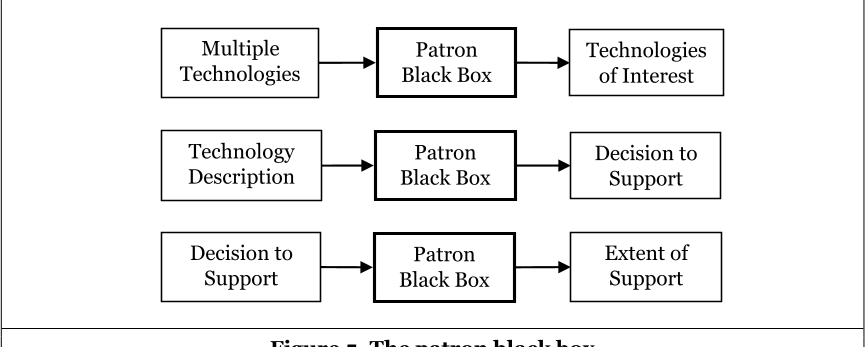 Multiple
Technologies
Patron
Black Box
Technologies
of Interest
Technology
Description
Patron
Black Box
Decision to
Support
Decision to
Support
Patron
Black Box
Extent of
Support
Figure 5. The patron black box